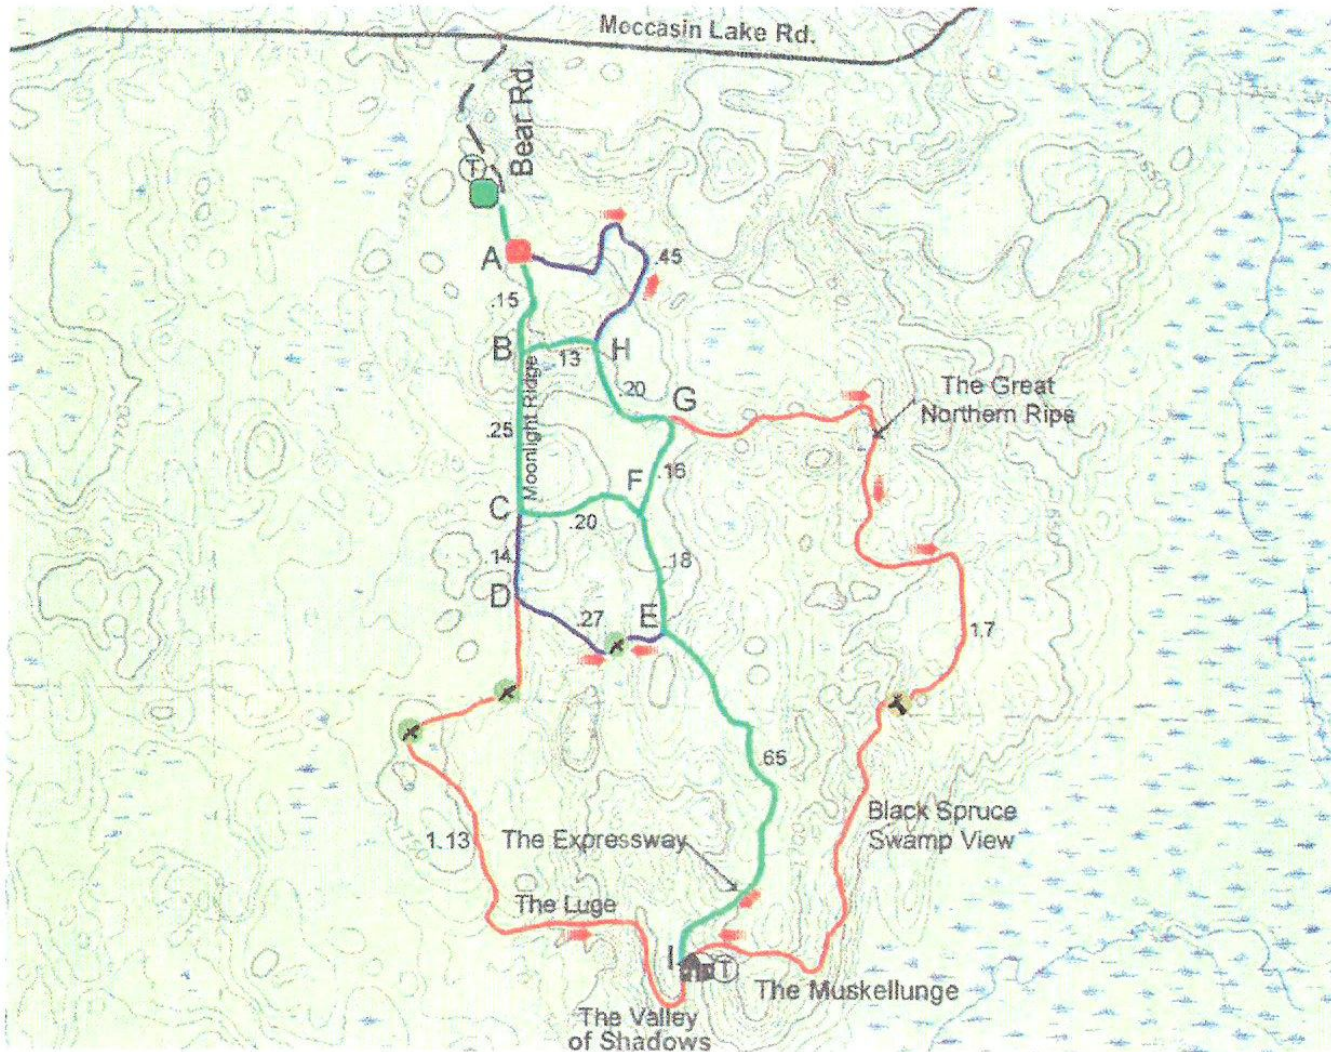 Moccasin Lake Rd.
Bear Rd.
T
A
.45
.15
B
.13
H
Moonlight Ridge
.20
G
The Great
Northern Rips
.25
.16
F
C
.20
.14
.18
D
.27
E
1.7
.65
Black Spruce
Swamp View
1.13
The Expressway
The Luge
I
T
The Muskellunge
The Valley
of Shadows
1750